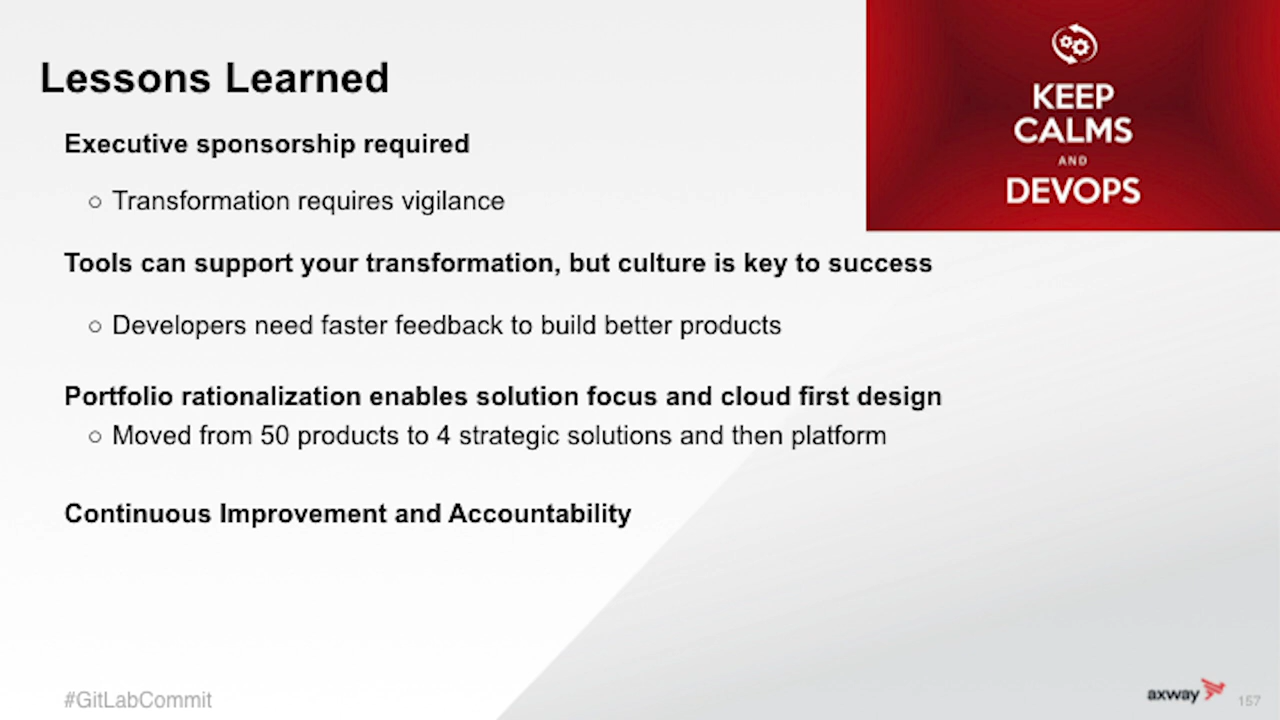 Lessons Learned
KEEP
CALMS
AND
DEVOPS
Executive sponsorship required
○ Transformation requires vigilance
Tools can support your transformation, but culture is key to success
○ Developers need faster feedback to build better products
Portfolio rationalization enables solution focus and cloud first design
○ Moved from 50 products to 4 strategic solutions and then platform
Continuous Improvement and Accountability
#GitLabCommit
axway
157